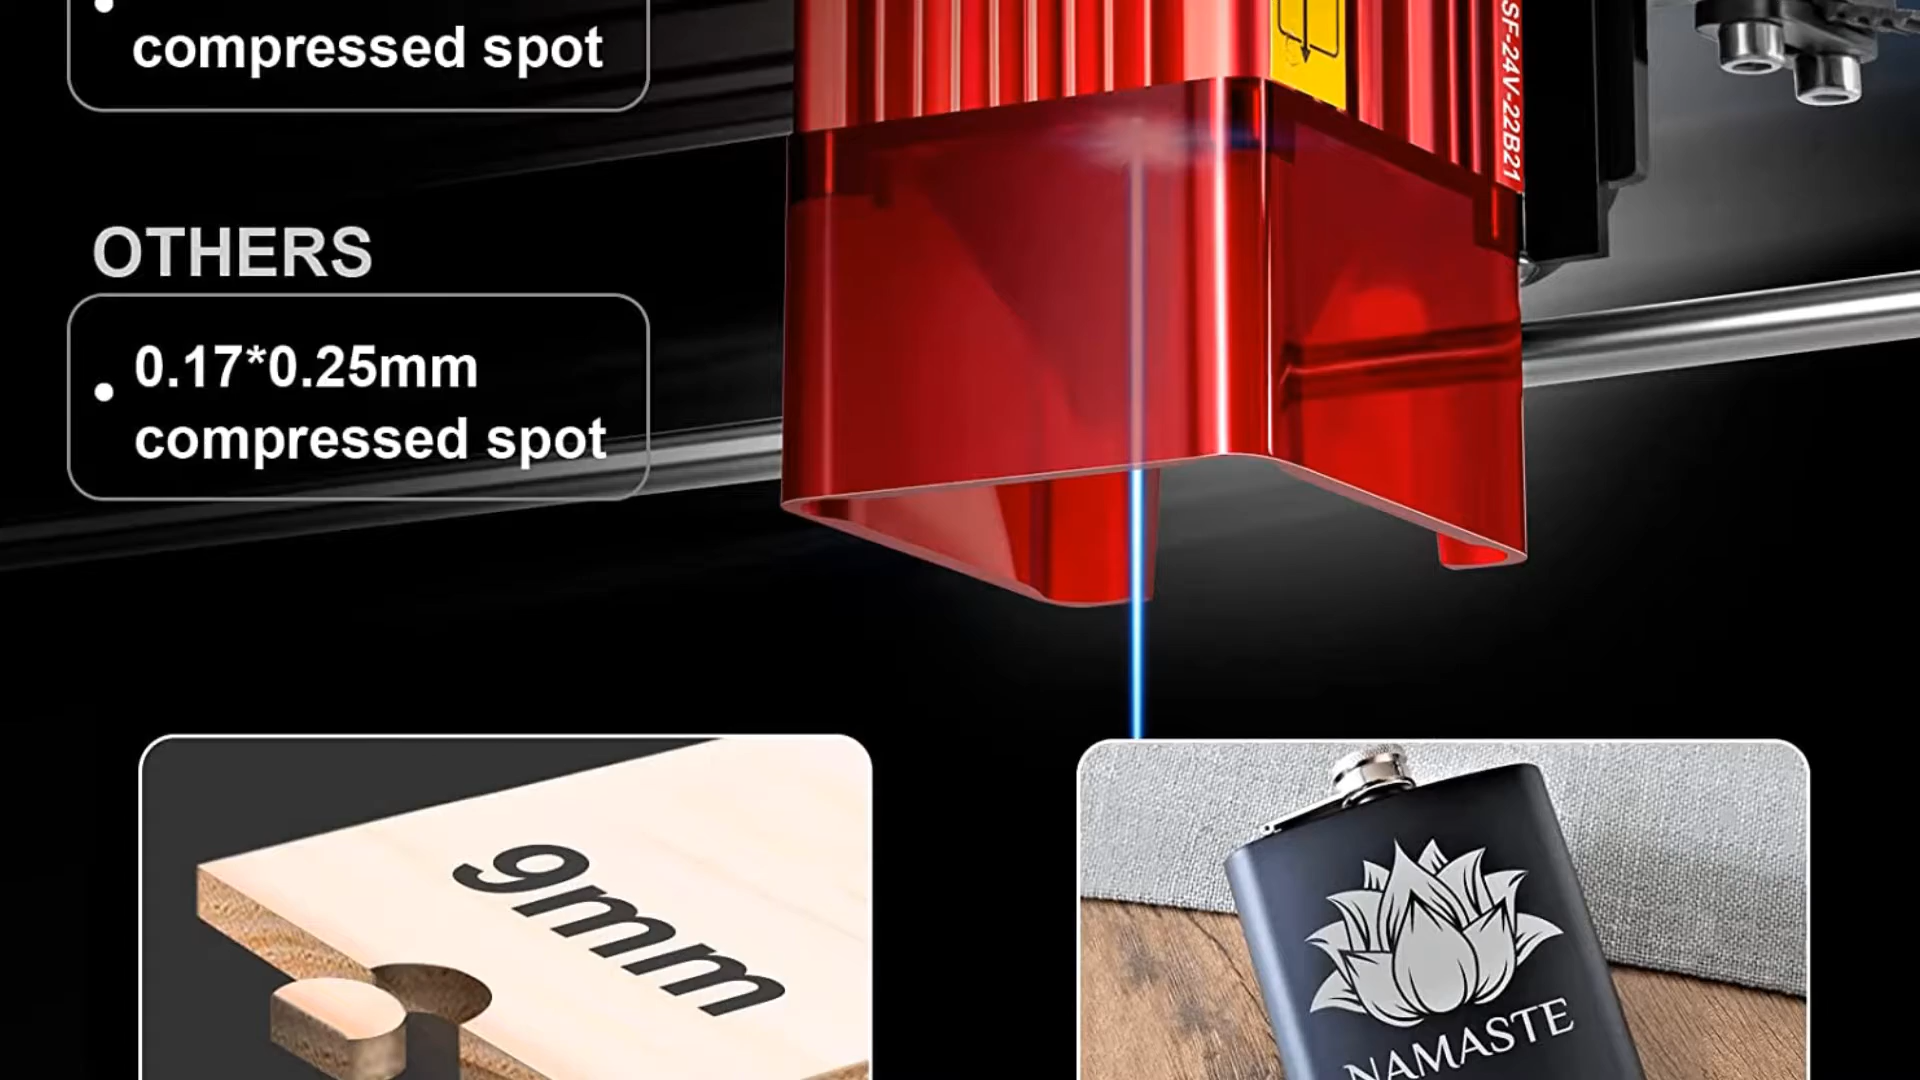 compressed spot
SF-24V-22B21
OTHERS
• 0.17*0.25mm
compressed spot
9mm
NAMASTE